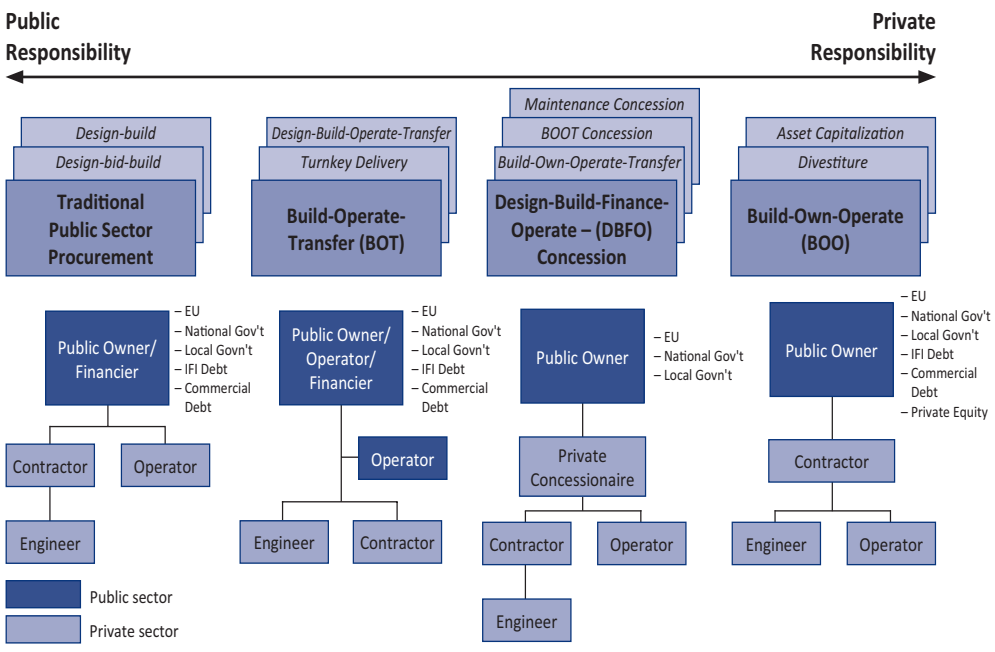 Public
Responsibility
Private
Responsibility
Design-build
Design-bid-build
Traditional
Public Sector
Procurement
Design-Build-Operate-Transfer
Turnkey Delivery
Build-Operate-
Transfer (BOT)
Maintenance Concession
BOOT Concession
Build-Own-Operate-Transfer
Design-Build-Finance-
Operate – (DBFO)
Concession
Asset Capitalization
Divestiture
Build-Own-Operate
(BOO)
Public Owner/
Financier
– EU
– National Gov't
– Local Govn't
– IFI Debt
– Commercial
Debt
Contractor
Operator
Engineer
Public Owner/
Operator/
Financier
– EU
– National Gov't
– Local Govn't
– IFI Debt
– Commercial
Debt
Operator
Engineer
Contractor
Public Owner
– EU
– National Gov't
– Local Govn't
Private
Concessionaire
Contractor
Operator
Engineer
Public Owner
– EU
– National Gov't
– Local Govn't
– IFI Debt
– Commercial
Debt
– Private Equity
Contractor
Engineer
Operator
Public sector
Private sector